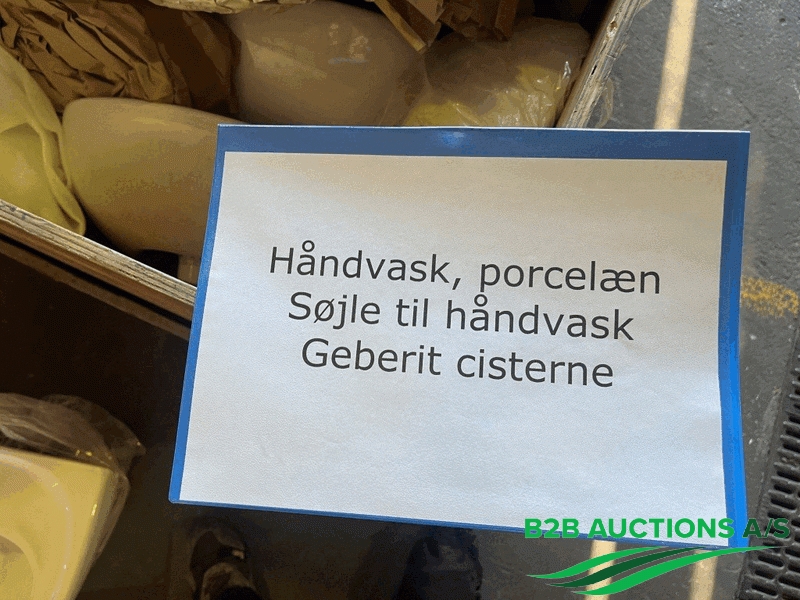 Håndvask, porcelæn
Søjle til håndvask
Geberit cisterne
B2B AUCTIONS A/S